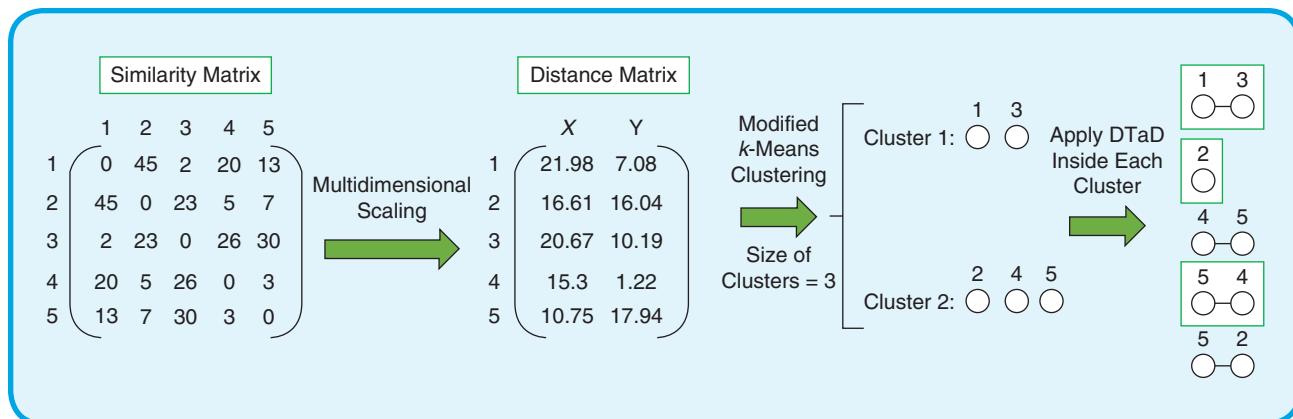 Similarity Matrix
1 2 3 4 5
1 0 45 2 20 13
2 45 0 23 5 7
3 2 23 0 26 30
4 20 5 26 0 3
5 13 7 30 3 0
Multidimensional
Scaling
Distance Matrix
X Y
1 21.98 7.08
2 16.61 16.04
3 20.67 10.19
4 15.3 1.22
5 10.75 17.94
Modified
k-Means
Clustering
Size of
Clusters = 3
1 3
Cluster 1:
2 4 5
Cluster 2:
Apply DTaD
Inside Each
Cluster
1 3
2
4 5
5 4
5 2